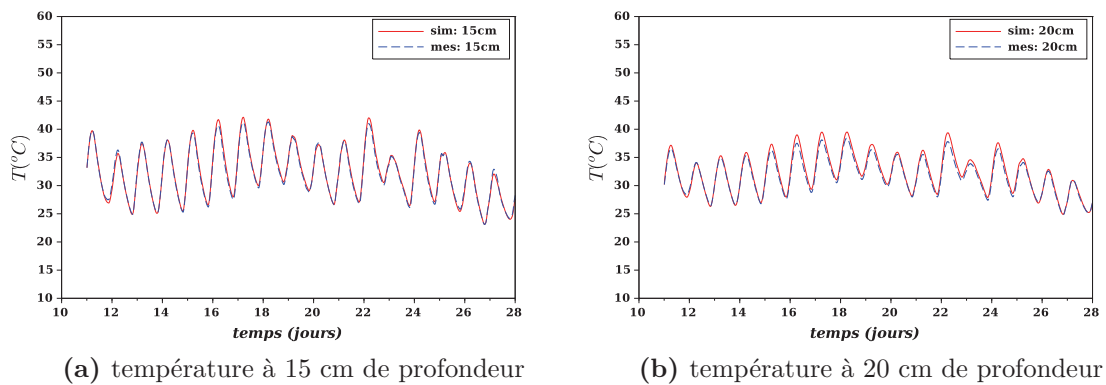 60
55
50
45
40
35
30
25
20
15
10
T(°C)
10 12 14 16 18 20 22 24 26 28
temps (jours)
sim: 15cm
mes: 15cm
(a) température à 15 cm de profondeur
60
55
50
45
40
35
30
25
20
15
10
T(°C)
10 12 14 16 18 20 22 24 26 28
temps (jours)
sim: 20cm
mes: 20cm
(b) température à 20 cm de profondeur